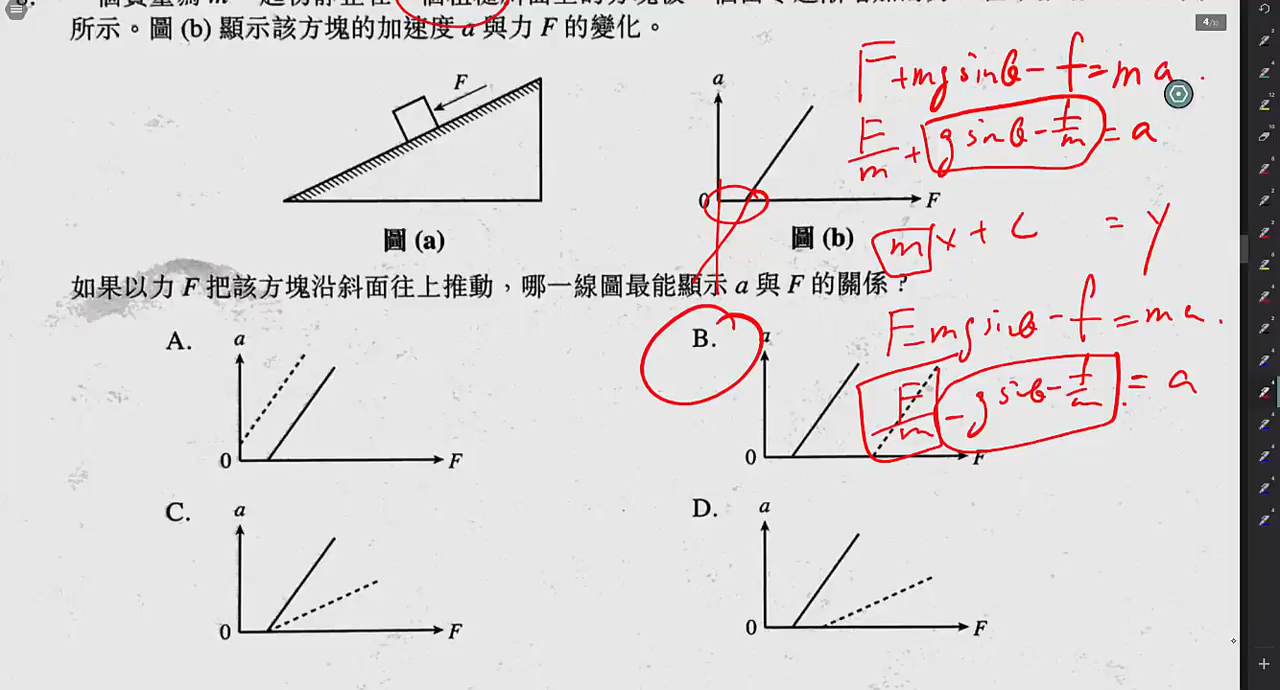 4/
所示。圖 (b) 顯示該方塊的加速度 a 與力 F 的變化。
F
a
0
F
圖 (a)
圖 (b)
F+mg sinθ - f = ma.
F/m + g sinθ - f/m = a
mx + c = y
如果以力 F 把該方塊沿斜面往上推動，哪一線圖最能顯示 a 與 F 的關係？
F-mg sinθ - f = ma.
F/m - g sinθ - f/m = a
A.
a
0
F
B.
a
0
F
C.
a
0
F
D.
a
0
F